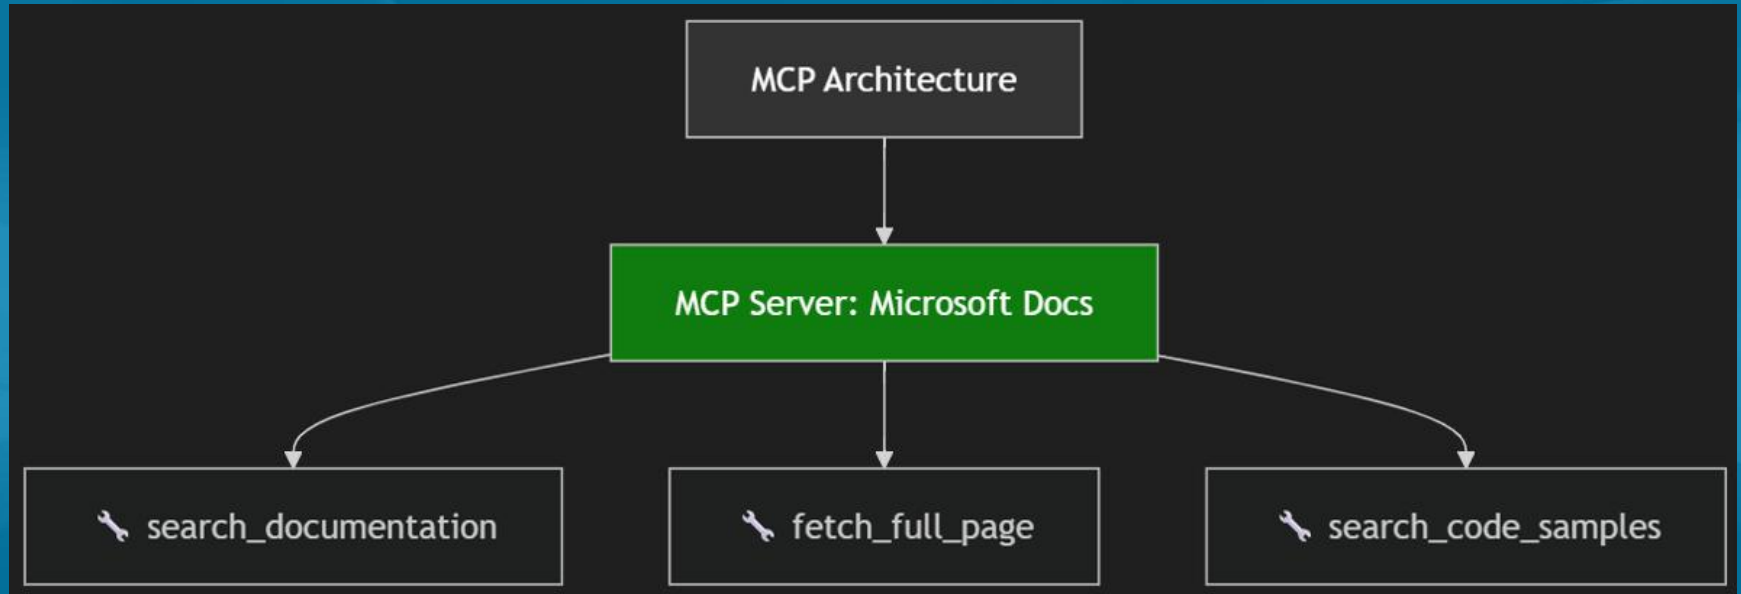 MCP Architecture
MCP Server: Microsoft Docs
🔧 search_documentation
🔧 fetch_full_page
🔧 search_code_samples